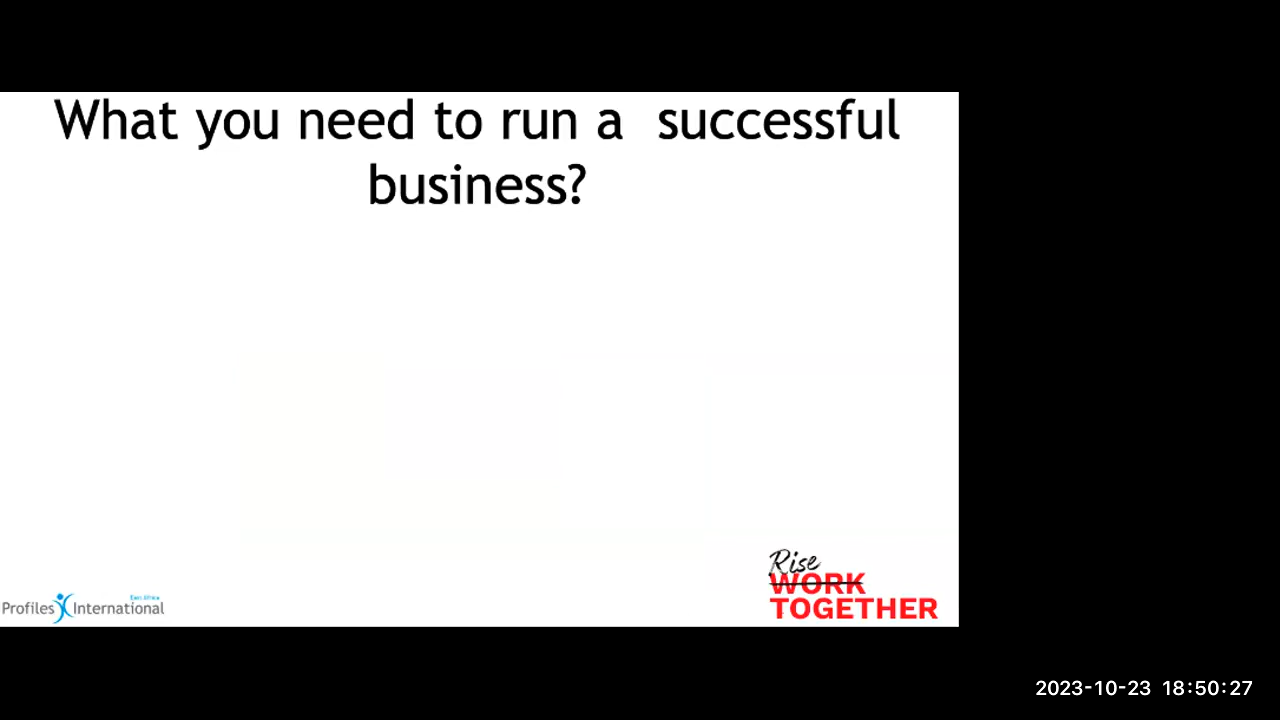 What you need to run a  successful
business?
Rise
WORK
TOGETHER
East Africa
Profiles International
2023-10-23 18:50:27